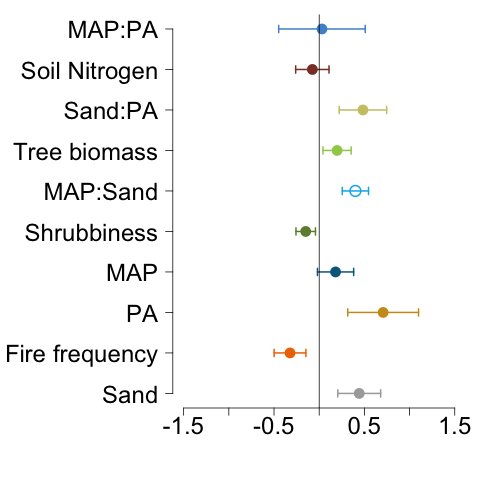 MAP:PA
Soil Nitrogen
Sand:PA
Tree biomass
MAP:Sand
Shrubbiness
MAP
PA
Fire frequency
Sand
-1.5 -0.5 0.5 1.5